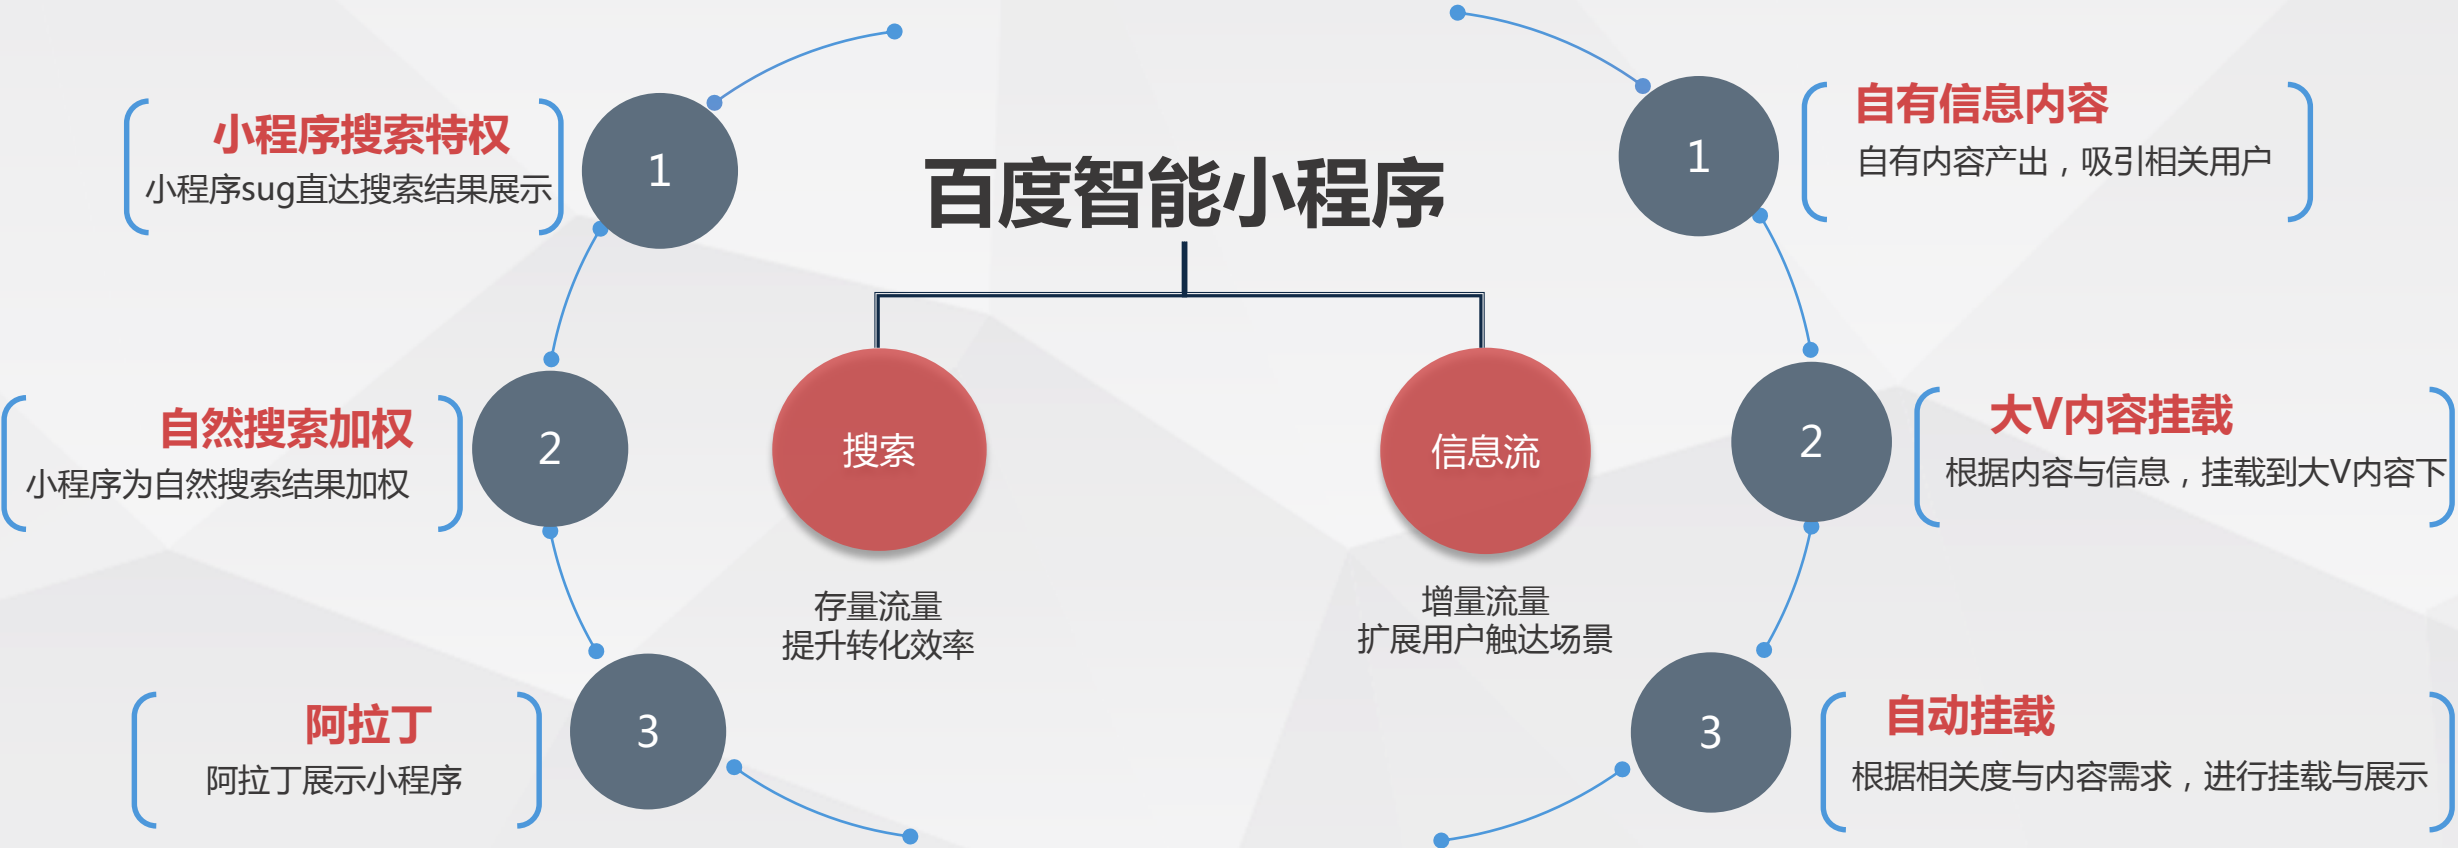 百度智能小程序
搜索
存量流量
提升转化效率
1
小程序搜索特权
小程序sug直达搜索结果展示
2
自然搜索加权
小程序为自然搜索结果加权
3
阿拉丁
阿拉丁展示小程序
信息流
增量流量
扩展用户触达场景
1
自有信息内容
自有内容产出，吸引相关用户
2
大V内容挂载
根据内容与信息，挂载到大V内容下
3
自动挂载
根据相关度与内容需求，进行挂载与展示